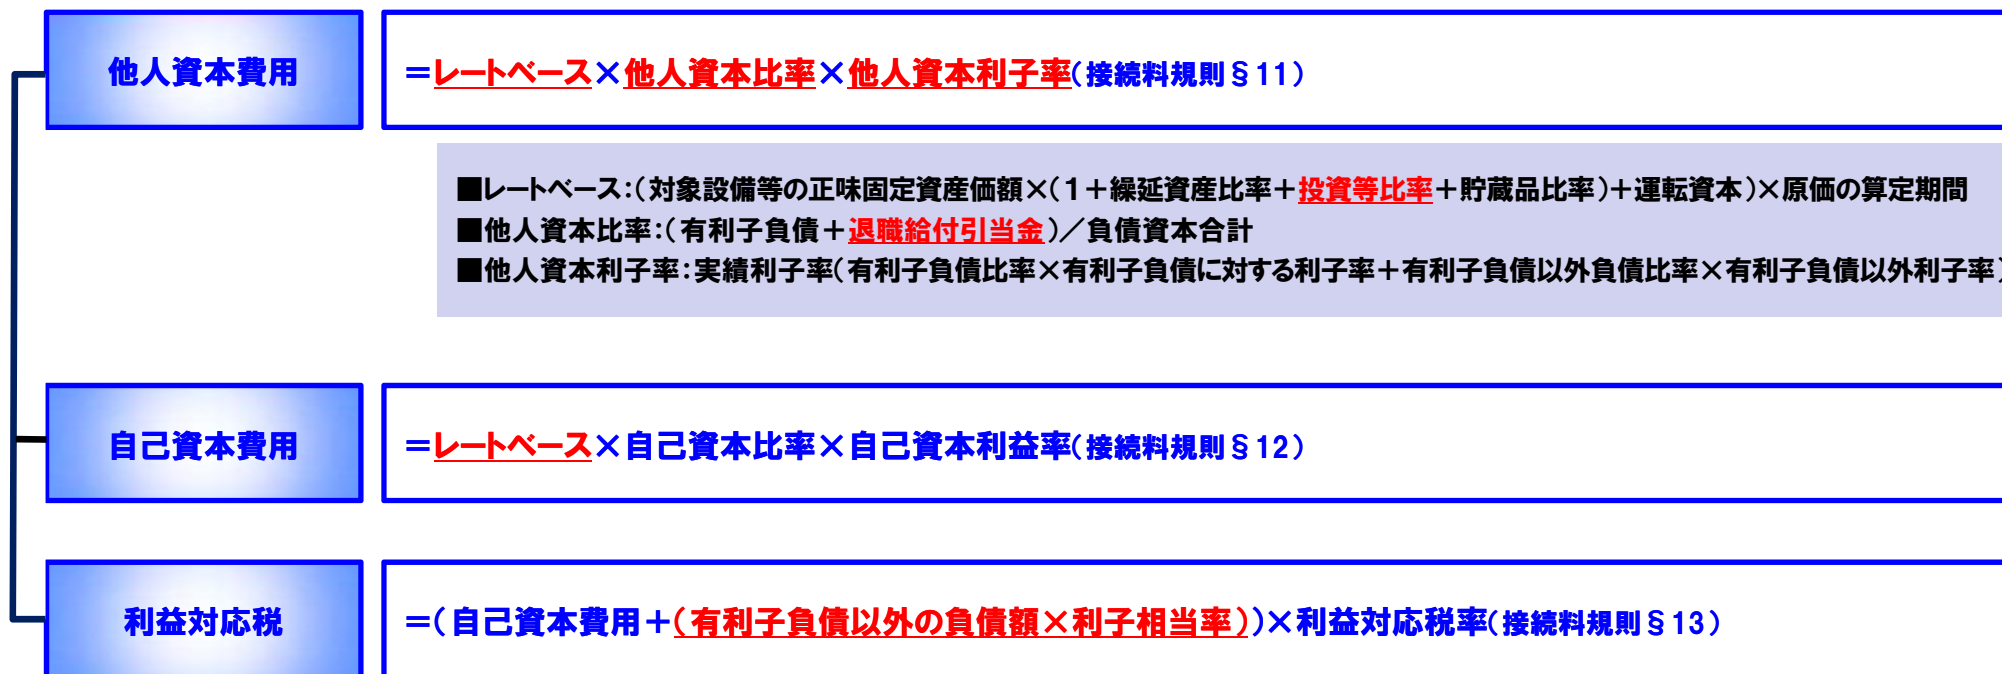 他人資本費用
＝レートベース×他人資本比率×他人資本利子率(接続料規則§11)
■レートベース：(対象設備等の正味固定資産価額×(１＋繰延資産比率＋投資等比率＋貯蔵品比率)＋運転資本)×原価の算定期間
■他人資本比率：(有利子負債＋退職給付引当金)／負債資本合計
■他人資本利子率：実績利子率(有利子負債比率×有利子負債に対する利子率＋有利子負債以外負債比率×有利子負債以外利子率)
自己資本費用
＝レートベース×自己資本比率×自己資本利益率(接続料規則§12)
利益対応税
＝(自己資本費用＋(有利子負債以外の負債額×利子相当率))×利益対応税率(接続料規則§13)